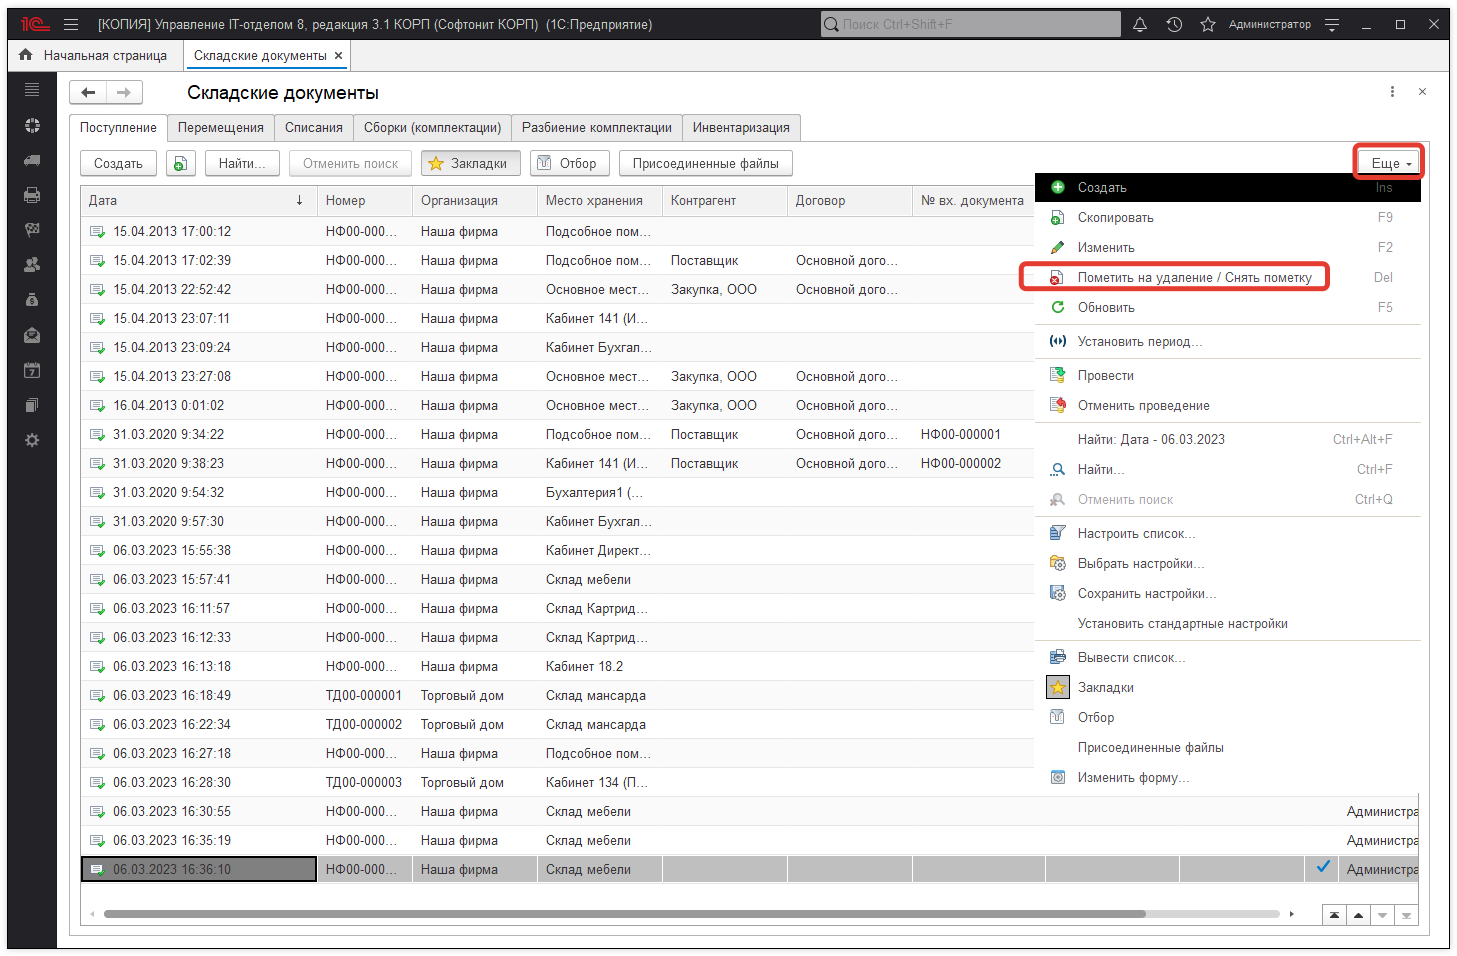 1С [КОПИЯ] Управление IT-отделом 8, редакция 3.1 КОРП (Софтонит КОРП) (1С:Предприятие) Поиск Ctrl+Shift+F Администратор
Начальная страница Складские документы
Складские документы
Поступление Перемещения Списания Сборки (комплектации) Разбиение комплектации Инвентаризация
Создать Найти... Отменить поиск Закладки Отбор Присоединенные файлы Еще
Дата Номер Организация Место хранения Контрагент Договор № вх. документа
15.04.2013 17:00:12 НФ00-000... Наша фирма Подсобное пом...
15.04.2013 17:02:39 НФ00-000... Наша фирма Подсобное пом... Поставщик Основной дого...
15.04.2013 22:52:42 НФ00-000... Наша фирма Основное мест... Закупка, ООО Основной дого...
15.04.2013 23:07:11 НФ00-000... Наша фирма Кабинет 141 (И...
15.04.2013 23:09:24 НФ00-000... Наша фирма Кабинет Бухгал...
15.04.2013 23:27:08 НФ00-000... Наша фирма Основное мест... Закупка, ООО Основной дого...
16.04.2013 0:01:02 НФ00-000... Наша фирма Основное мест... Закупка, ООО Основной дого...
31.03.2020 9:34:22 НФ00-000... Наша фирма Подсобное пом... Поставщик Основной дого... НФ00-000001
31.03.2020 9:38:23 НФ00-000... Наша фирма Кабинет 141 (И... Поставщик Основной дого... НФ00-000002
31.03.2020 9:54:32 НФ00-000... Наша фирма Бухгалтерия1 (...
31.03.2020 9:57:30 НФ00-000... Наша фирма Кабинет Бухгал...
06.03.2023 15:55:38 НФ00-000... Наша фирма Кабинет Директ...
06.03.2023 15:57:41 НФ00-000... Наша фирма Склад мебели
06.03.2023 16:11:57 НФ00-000... Наша фирма Склад Картрид...
06.03.2023 16:12:33 НФ00-000... Наша фирма Склад Картрид...
06.03.2023 16:13:18 НФ00-000... Наша фирма Кабинет 18.2
06.03.2023 16:18:49 ТД00-000001 Торговый дом Склад мансарда
06.03.2023 16:22:34 ТД00-000002 Торговый дом Склад мансарда
06.03.2023 16:27:18 НФ00-000... Наша фирма Подсобное пом...
06.03.2023 16:28:30 ТД00-000003 Торговый дом Кабинет 134 (П...
06.03.2023 16:30:55 НФ00-000... Наша фирма Склад мебели Администра
06.03.2023 16:35:19 НФ00-000... Наша фирма Склад мебели Администра
06.03.2023 16:36:10 НФ00-000... Наша фирма Склад мебели Администра
Создать Ins
Скопировать F9
Изменить F2
Пометить на удаление / Снять пометку Del
Обновить F5
Установить период...
Провести
Отменить проведение
Найти: Дата - 06.03.2023 Ctrl+Alt+F
Найти... Ctrl+F
Отменить поиск Ctrl+Q
Настроить список...
Выбрать настройки...
Сохранить настройки...
Установить стандартные настройки
Вывести список...
Закладки
Отбор
Присоединенные файлы
Изменить форму...
7